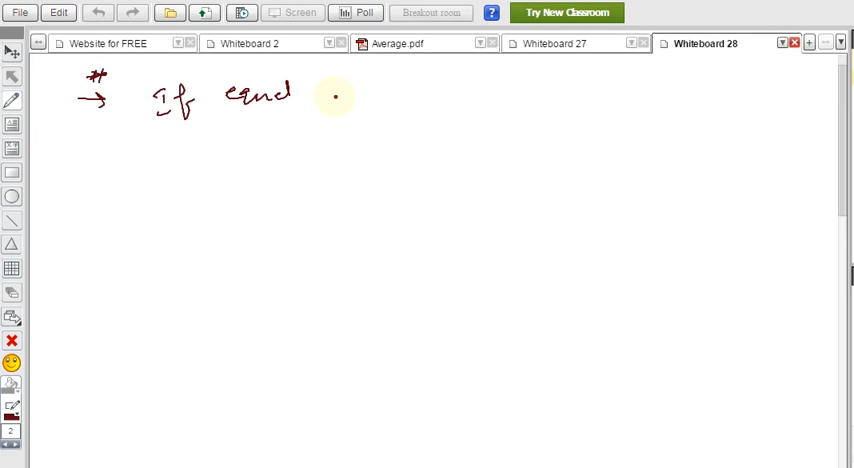 File Edit Screen Poll Breakout room ? Try New Classroom
Website for FREE Whiteboard 2 Average.pdf Whiteboard 27 Whiteboard 28
*
→ If equal
2